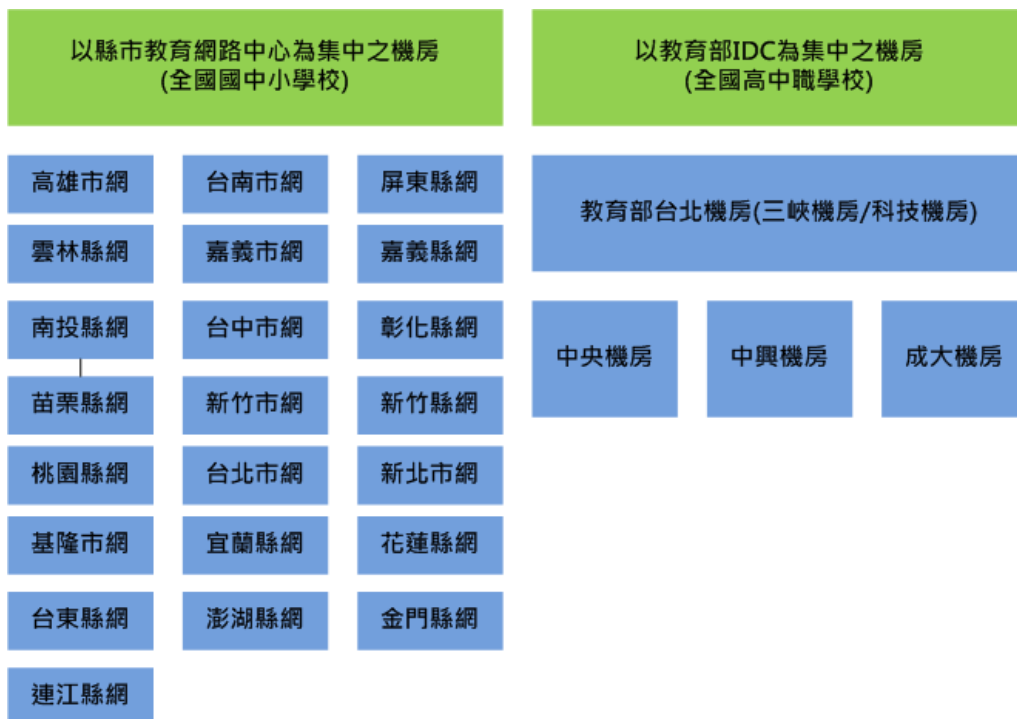 以縣市教育網路中心為集中之機房
(全國國中小學校)
高雄市網
台南市網
屏東縣網
雲林縣網
嘉義市網
嘉義縣網
南投縣網
台中市網
彰化縣網
苗栗縣網
新竹市網
新竹縣網
桃園縣網
台北市網
新北市網
基隆市網
宜蘭縣網
花蓮縣網
台東縣網
澎湖縣網
金門縣網
連江縣網
以教育部IDC為集中之機房
(全國高中職學校)
教育部台北機房(三峽機房/科技機房)
中央機房
中興機房
成大機房